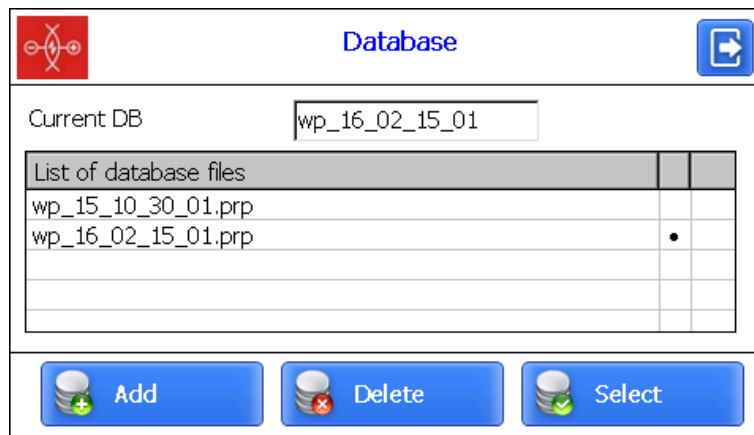 Database
Current DB wp_16_02_15_01
List of database files
wp_15_10_30_01.prp
wp_16_02_15_01.prp
Add Delete Select